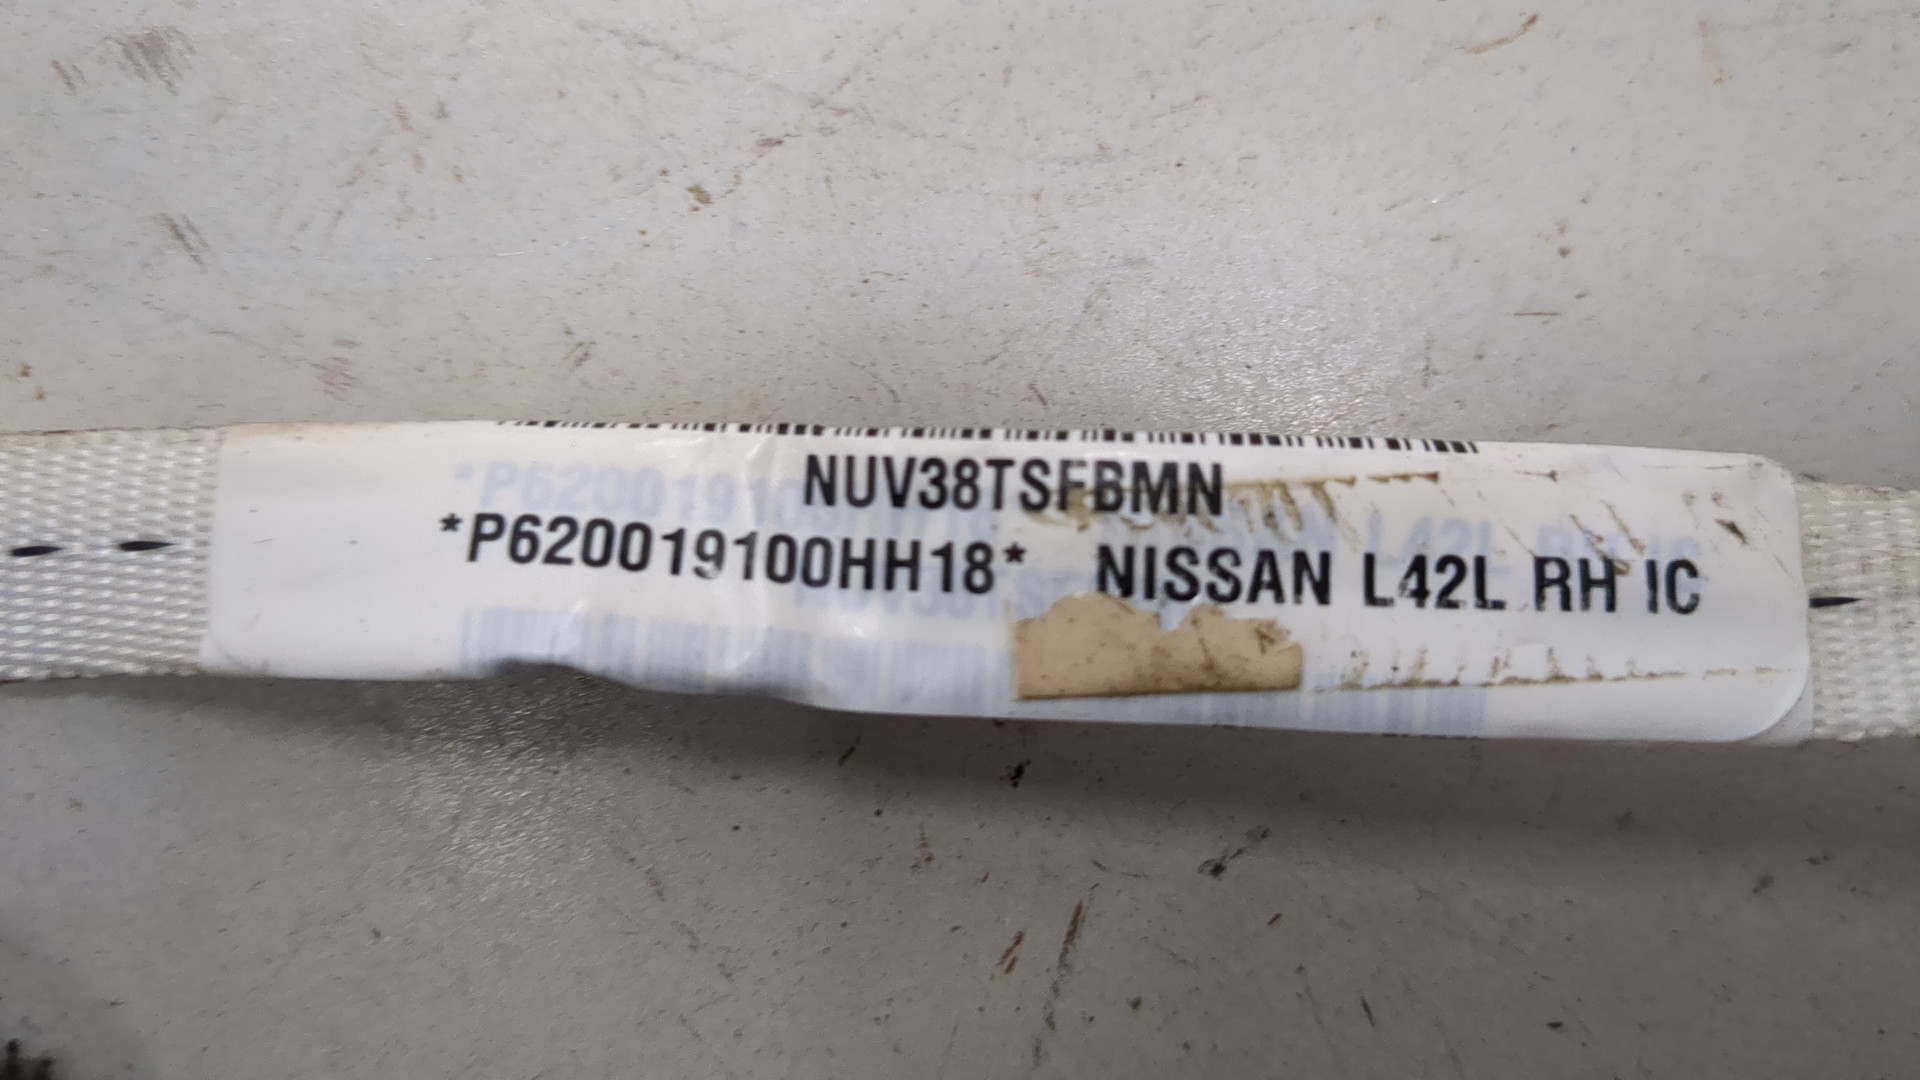 NUV38TSFBMN
*P620019100HH18* NISSAN L42L RH IC